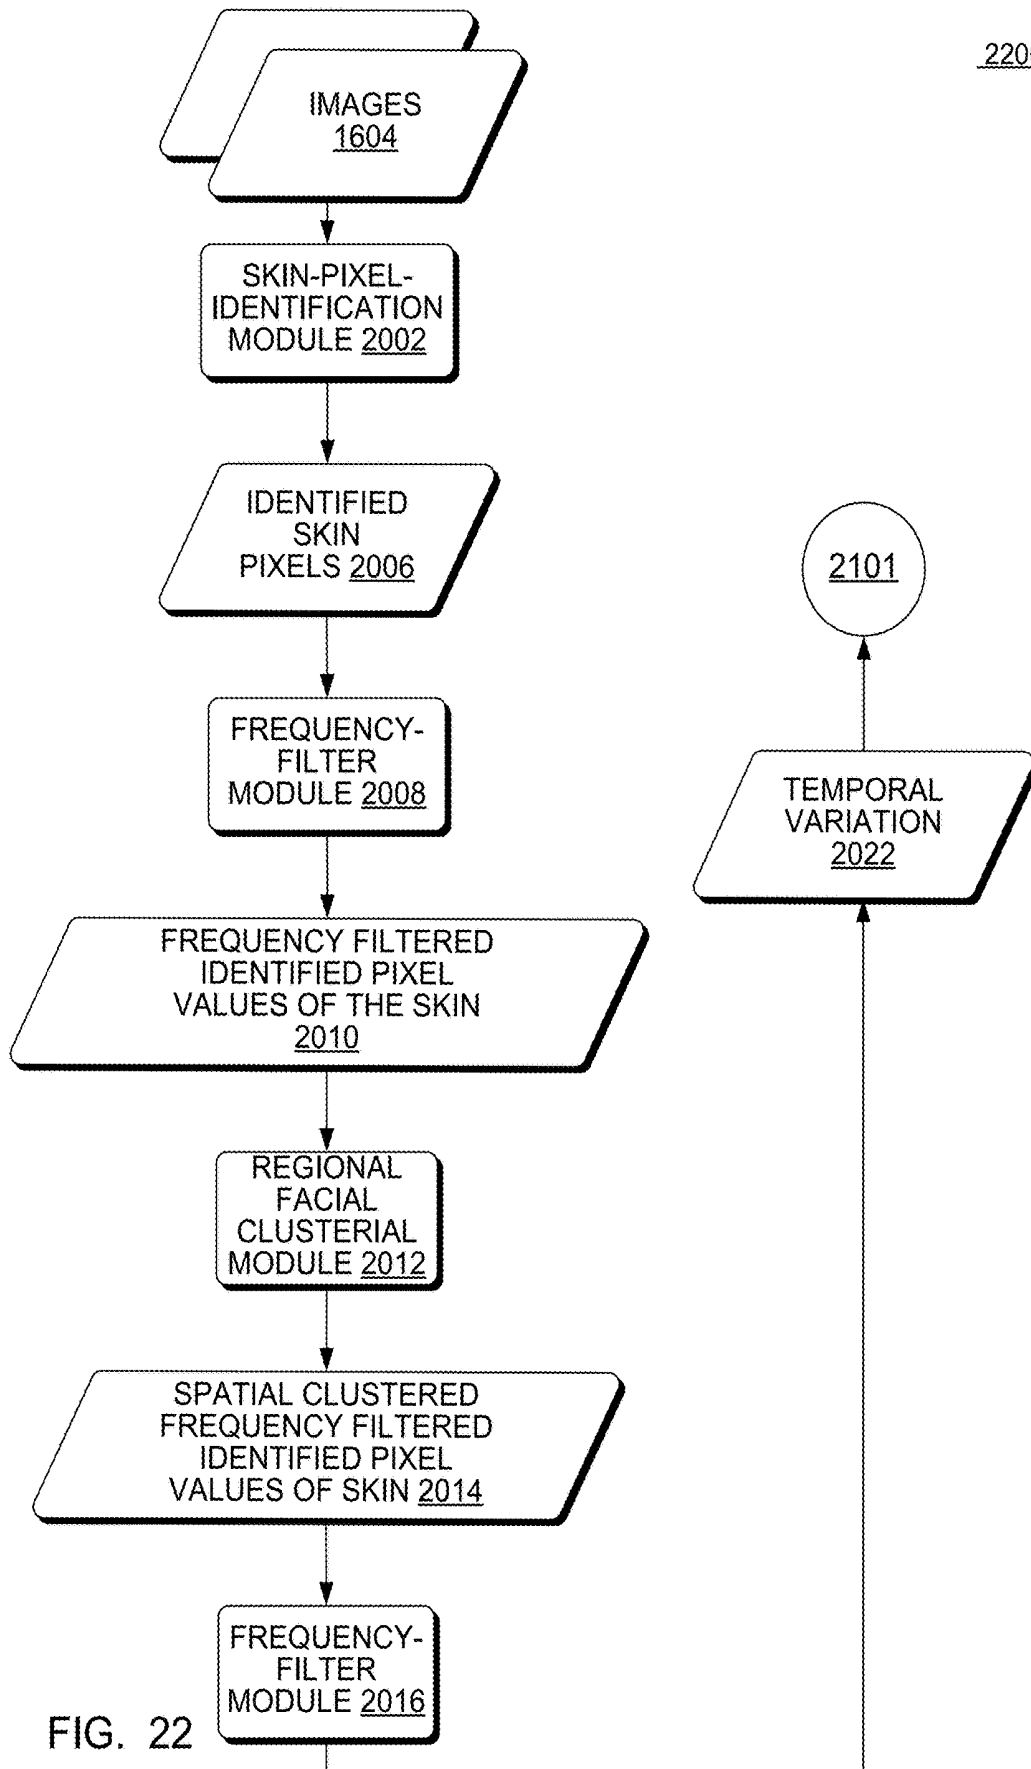 220
IMAGES
1604
SKIN-PIXEL-
IDENTIFICATION
MODULE 2002
IDENTIFIED
SKIN
PIXELS 2006
FREQUENCY-
FILTER
MODULE 2008
FREQUENCY FILTERED
IDENTIFIED PIXEL
VALUES OF THE SKIN
2010
REGIONAL
FACIAL
CLUSTERIAL
MODULE 2012
SPATIAL CLUSTERED
FREQUENCY FILTERED
IDENTIFIED PIXEL
VALUES OF SKIN 2014
FREQUENCY-
FILTER
MODULE 2016
2101
TEMPORAL
VARIATION
2022
FIG. 22